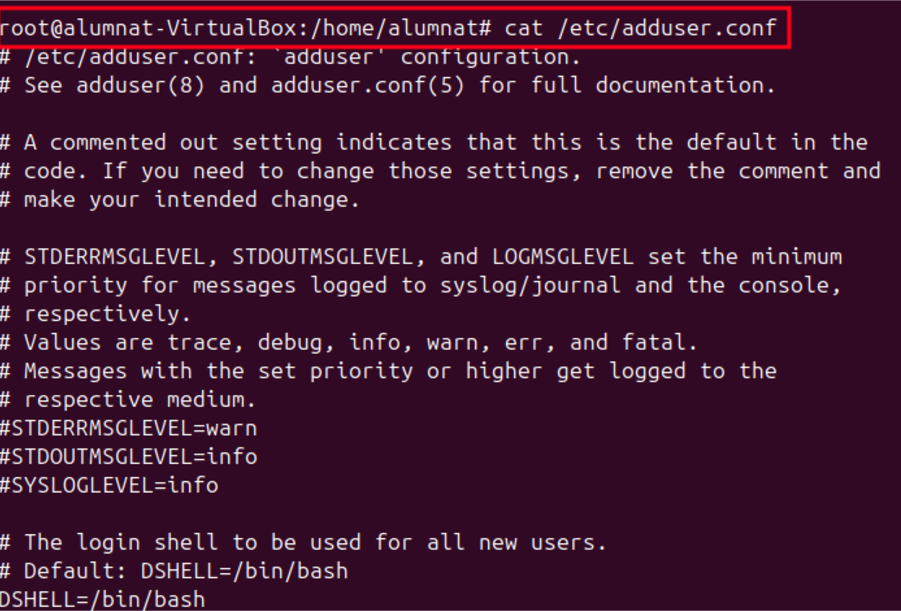 root@alumnat-VirtualBox:/home/alumnat# cat /etc/adduser.conf
# /etc/adduser.conf: `adduser' configuration.
# See adduser(8) and adduser.conf(5) for full documentation.
# A commented out setting indicates that this is the default in the
# code. If you need to change those settings, remove the comment and
# make your intended change.
# STDERRMSGLEVEL, STDOUTMSGLEVEL, and LOGMSGLEVEL set the minimum
# priority for messages logged to syslog/journal and the console,
# respectively.
# Values are trace, debug, info, warn, err, and fatal.
# Messages with the set priority or higher get logged to the
# respective medium.
#STDERRMSGLEVEL=warn
#STDOUTMSGLEVEL=info
#SYSLOGLEVEL=info
# The login shell to be used for all new users.
# Default: DSHELL=/bin/bash
DSHELL=/bin/bash